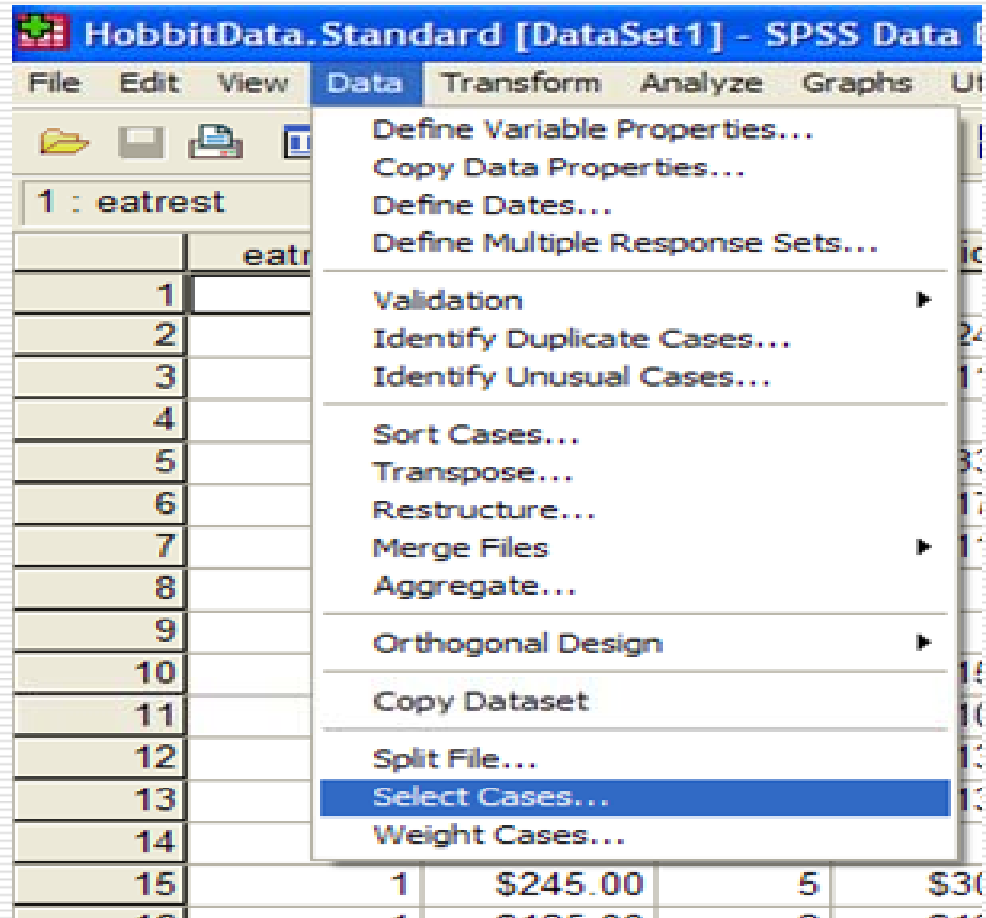 HobbitData.Standard [DataSet1] - SPSS Data
File Edit View Data Transform Analyze Graphs
1 : eatrest
Define Variable Properties...
Copy Data Properties...
Define Dates...
Define Multiple Response Sets...
Validation
Identify Duplicate Cases...
Identify Unusual Cases...
Sort Cases...
Transpose...
Restructure...
Merge Files
Aggregate...
Orthogonal Design
Copy Dataset
Split File...
Select Cases...
Weight Cases...
1
2
3
4
5
6
7
8
9
10
11
12
13
14
15 1 $245.00 5